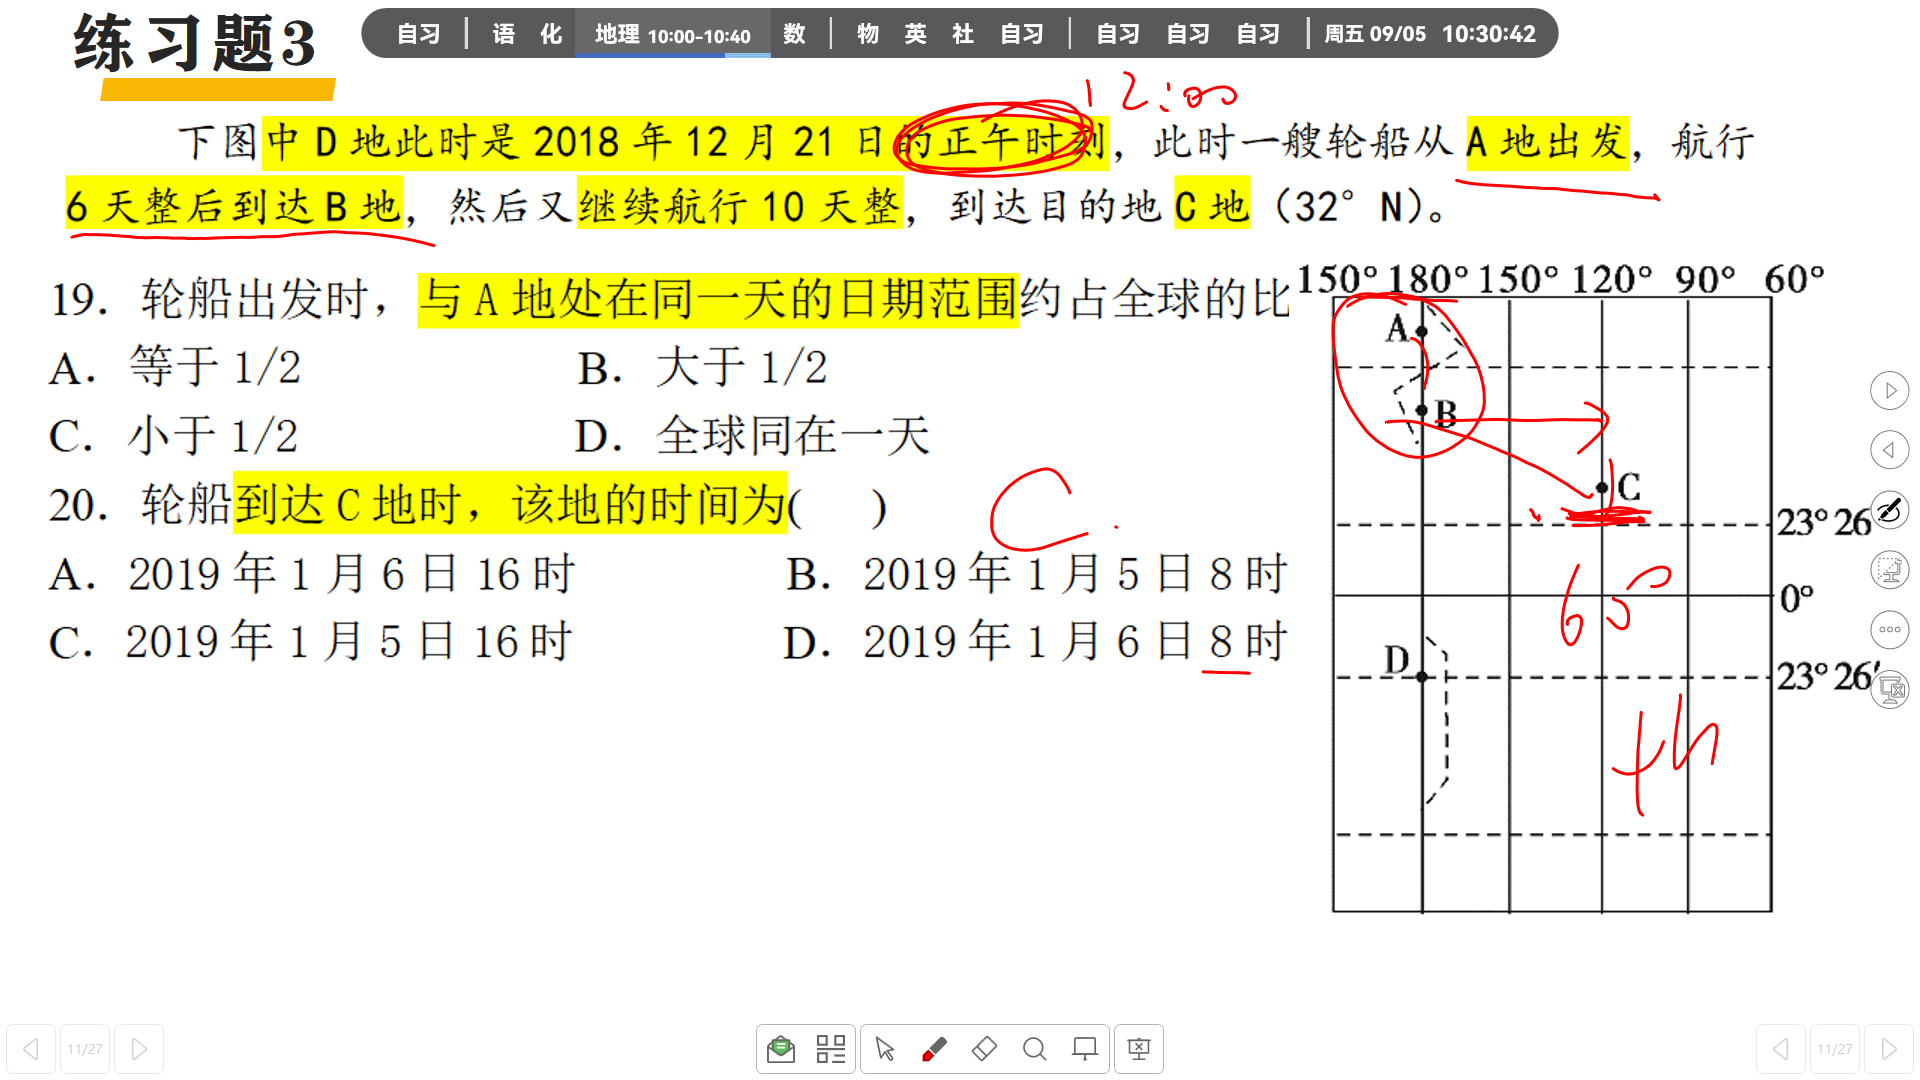 练习题3
自习 | 语 化 地理 10:00-10:40 数 | 物 英 社 自习 | 自习 自习 自习 | 周五 09/05 10:30:42
12:00
下图中 D 地此时是 2018 年 12 月 21 日的正午时刻，此时一艘轮船从 A 地出发，航行
6 天整后到达 B 地，然后又继续航行 10 天整，到达目的地 C 地（32° N）。
19．轮船出发时，与 A 地处在同一天的日期范围约占全球的比
A．等于 1/2 B．大于 1/2
C．小于 1/2 D．全球同在一天
20．轮船到达 C 地时，该地的时间为( )
C.
A．2019 年 1 月 6 日 16 时 B．2019 年 1 月 5 日 8 时
C．2019 年 1 月 5 日 16 时 D．2019 年 1 月 6 日 8 时
150° 180° 150° 120° 90° 60°
A
B
C
23°26
0°
60°
D
23°26′
+h
11/27
11/27